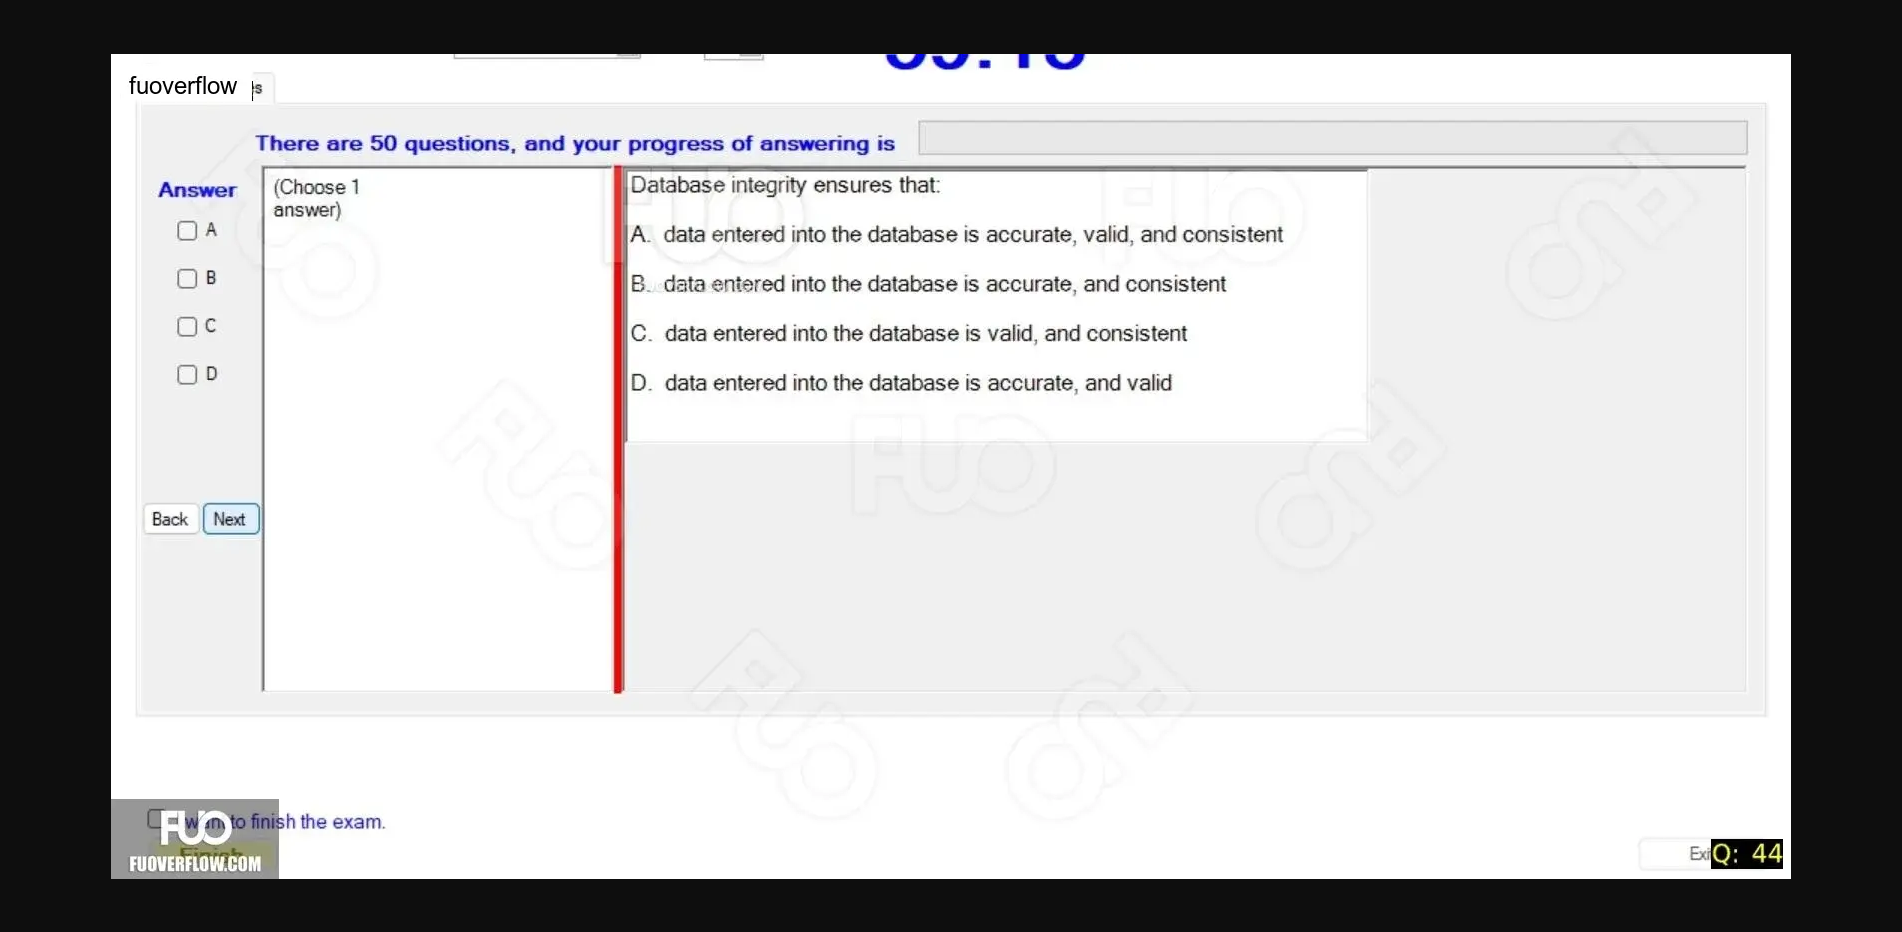 fuoverflow
There are 50 questions, and your progress of answering is
Answer
A
B
C
D
(Choose 1
answer)
Database integrity ensures that:
A. data entered into the database is accurate, valid, and consistent
B. data entered into the database is accurate, and consistent
C. data entered into the database is valid, and consistent
D. data entered into the database is accurate, and valid
Back Next
want to finish the exam.
Finish
FUO
FUOVERFLOW.COM
Q: 44